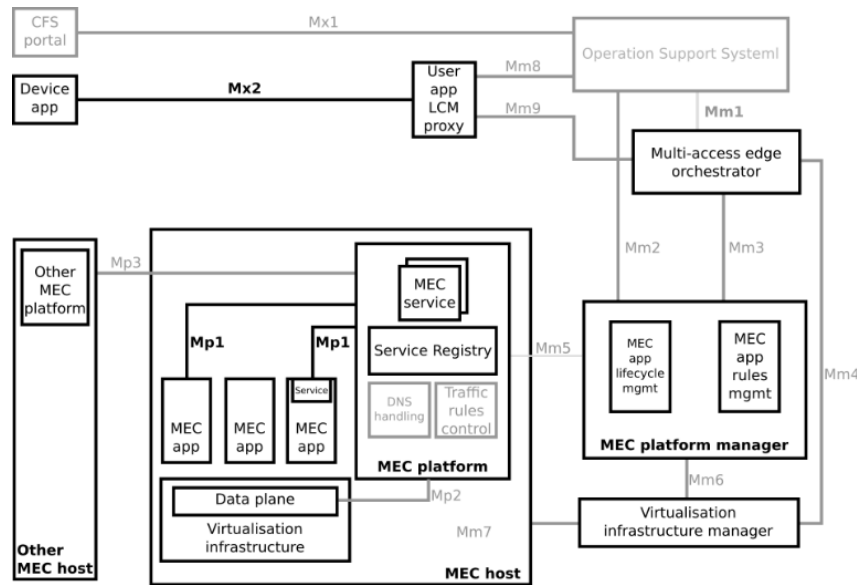 CFS
portal
Mx1
Operation Support Systeml
Device
app
Mx2
User
app
LCM
proxy
Mm8
Mm9
Mm1
Multi-access edge
orchestrator
Other
MEC
platform
Mp3
MEC
service
Mm2
Mm3
Mp1
Mp1
Service Registry
Mm5
MEC
app
lifecycle
mgmt
MEC
app
rules
mgmt
Mm4
MEC
app
MEC
app
Service
MEC
app
DNS
handling
Traffic
rules
control
MEC platform
MEC platform manager
Data plane
Mp2
Virtualisation
infrastructure
Mm7
Mm6
Virtualisation
infrastructure manager
Other
MEC host
MEC host